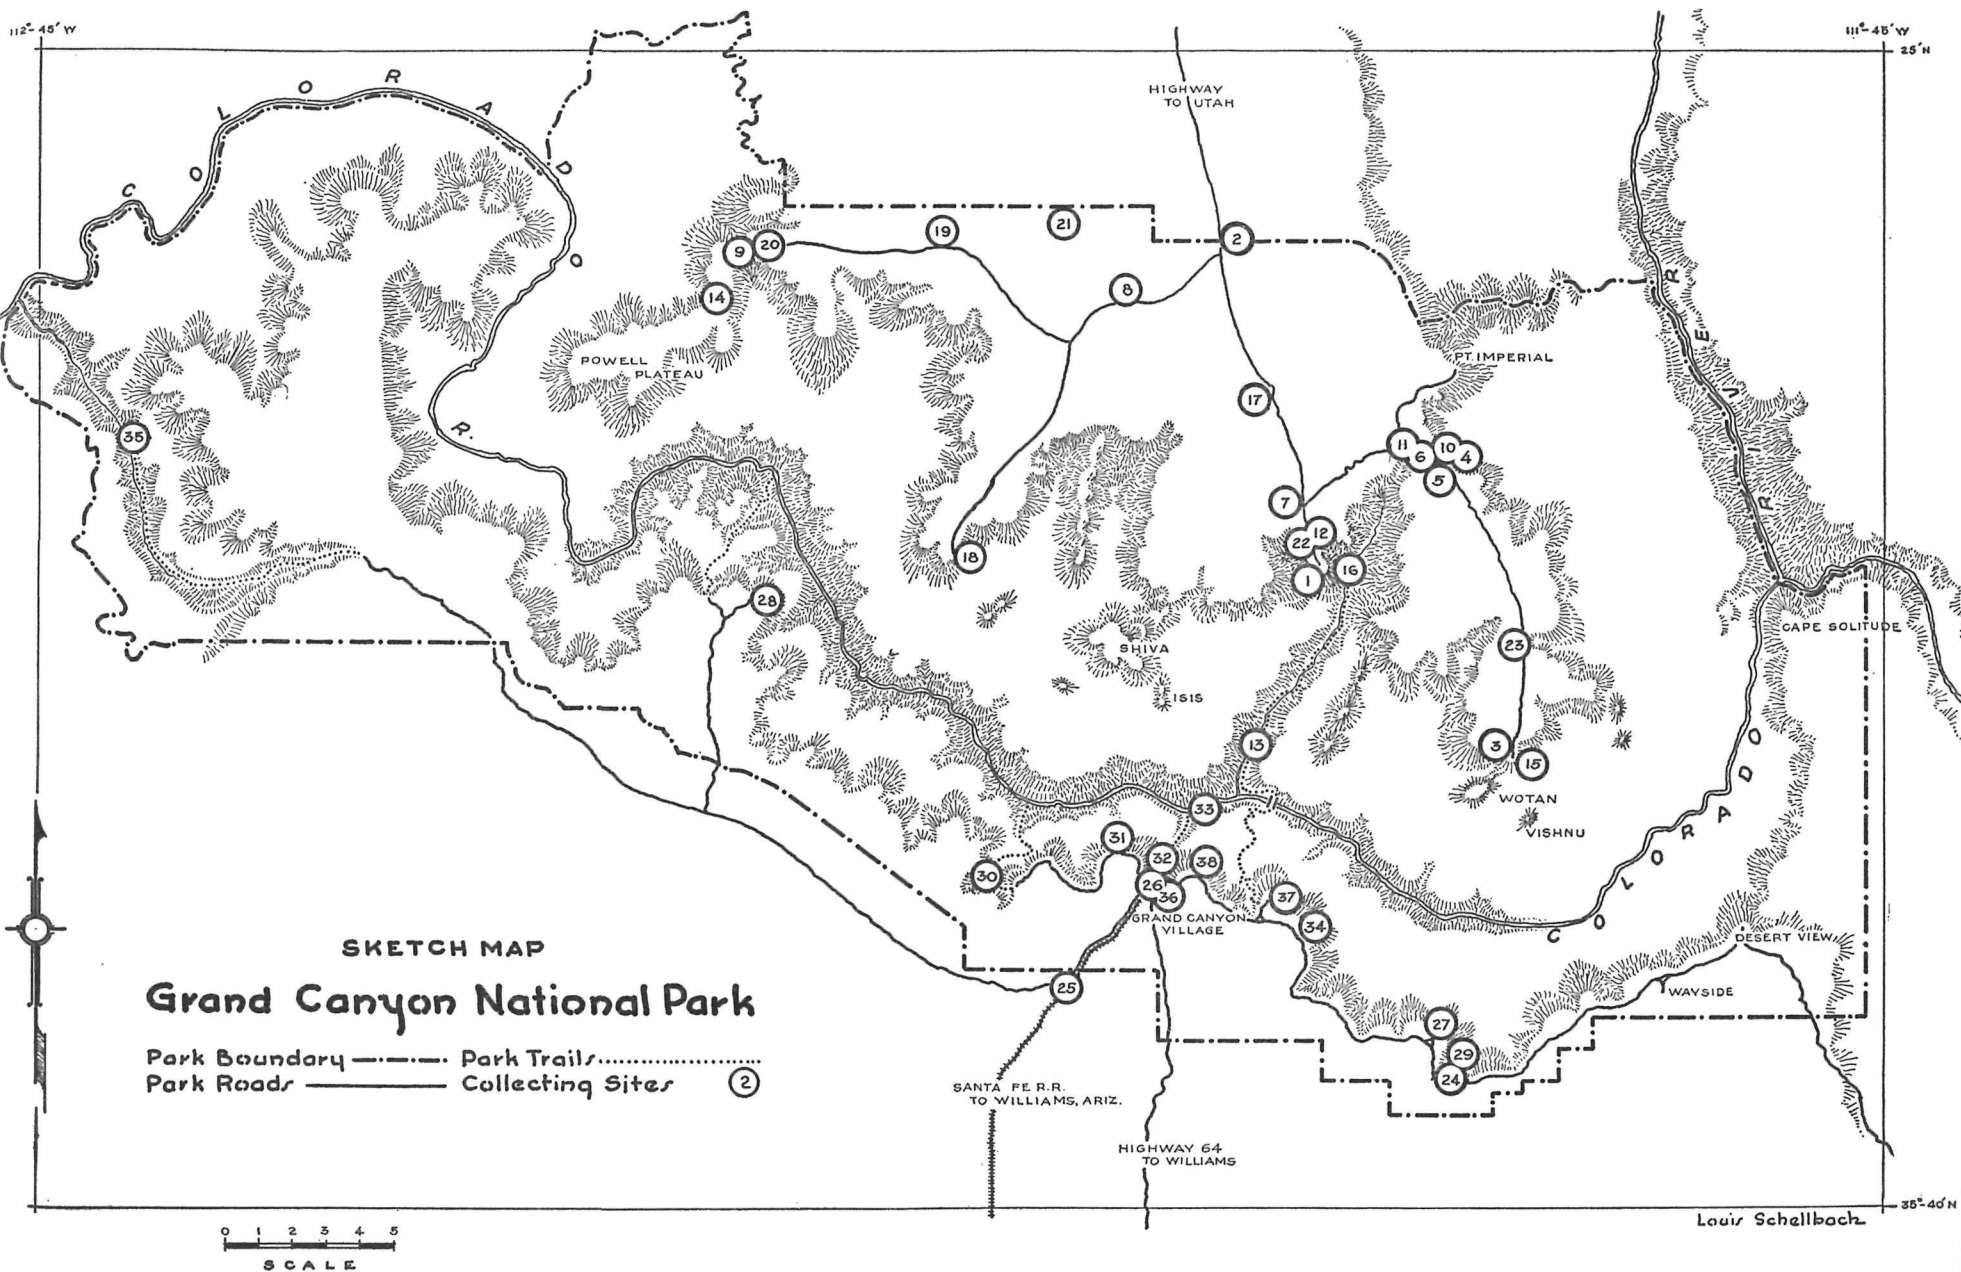 112°-45' W
111°-45' W
25'N
COLORADO R.
HIGHWAY
TO UTAH
19
21
2
9
20
14
8
RIVER
POWELL
PLATEAU
PT. IMPERIAL
17
35
11
6
10
4
5
7
12
22
18
1
16
28
CAPE SOLITUDE
SHIVA
23
ISIS
13
3
15
WOTAN
VISHNU
33
31
32
38
30
26
36
37
34
GRAND CANYON
VILLAGE
COLORADO
DESERT VIEW
WAYSIDE
25
27
29
24
SKETCH MAP
Grand Canyon National Park
Park Boundary Park Trails
Park Roads Collecting Sites 2
SANTA FE R.R.
TO WILLIAMS, ARIZ.
HIGHWAY 64
TO WILLIAMS
35°-40'N
Louis Schellbach
0 1 2 3 4 5
SCALE